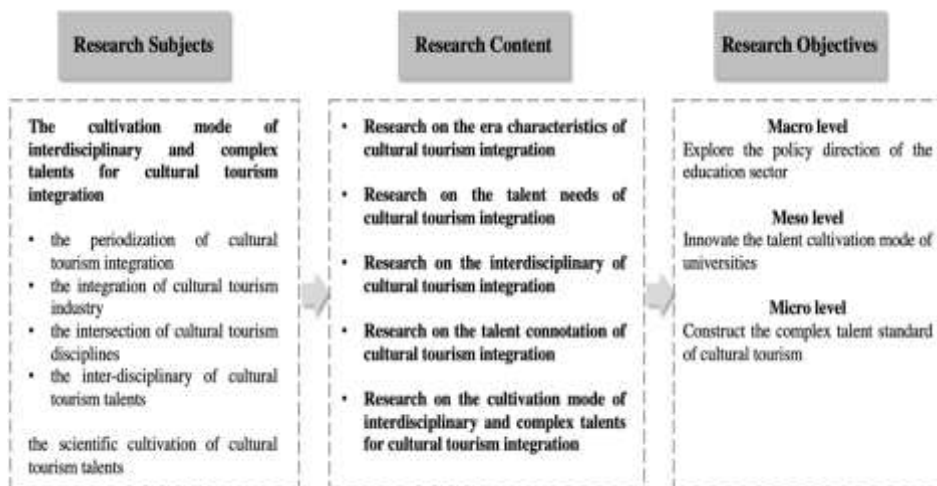 Research Subjects
The cultivation mode of
interdisciplinary and complex
talents for cultural tourism
integration
• the periodization of cultural
tourism integration
• the integration of cultural tourism
industry
• the intersection of cultural tourism
disciplines
• the inter-disciplinary of cultural
tourism talents
the scientific cultivation of cultural
tourism talents
Research Content
• Research on the era characteristics of
cultural tourism integration
• Research on the talent needs of
cultural tourism integration
• Research on the interdisciplinary of
cultural tourism integration
• Research on the talent connotation of
cultural tourism integration
• Research on the cultivation mode of
interdisciplinary and complex talents
for cultural tourism integration
Research Objectives
Macro level
Explore the policy direction of the
education sector
Meso level
Innovate the talent cultivation mode of
universities
Micro level
Construct the complex talent standard
of cultural tourism